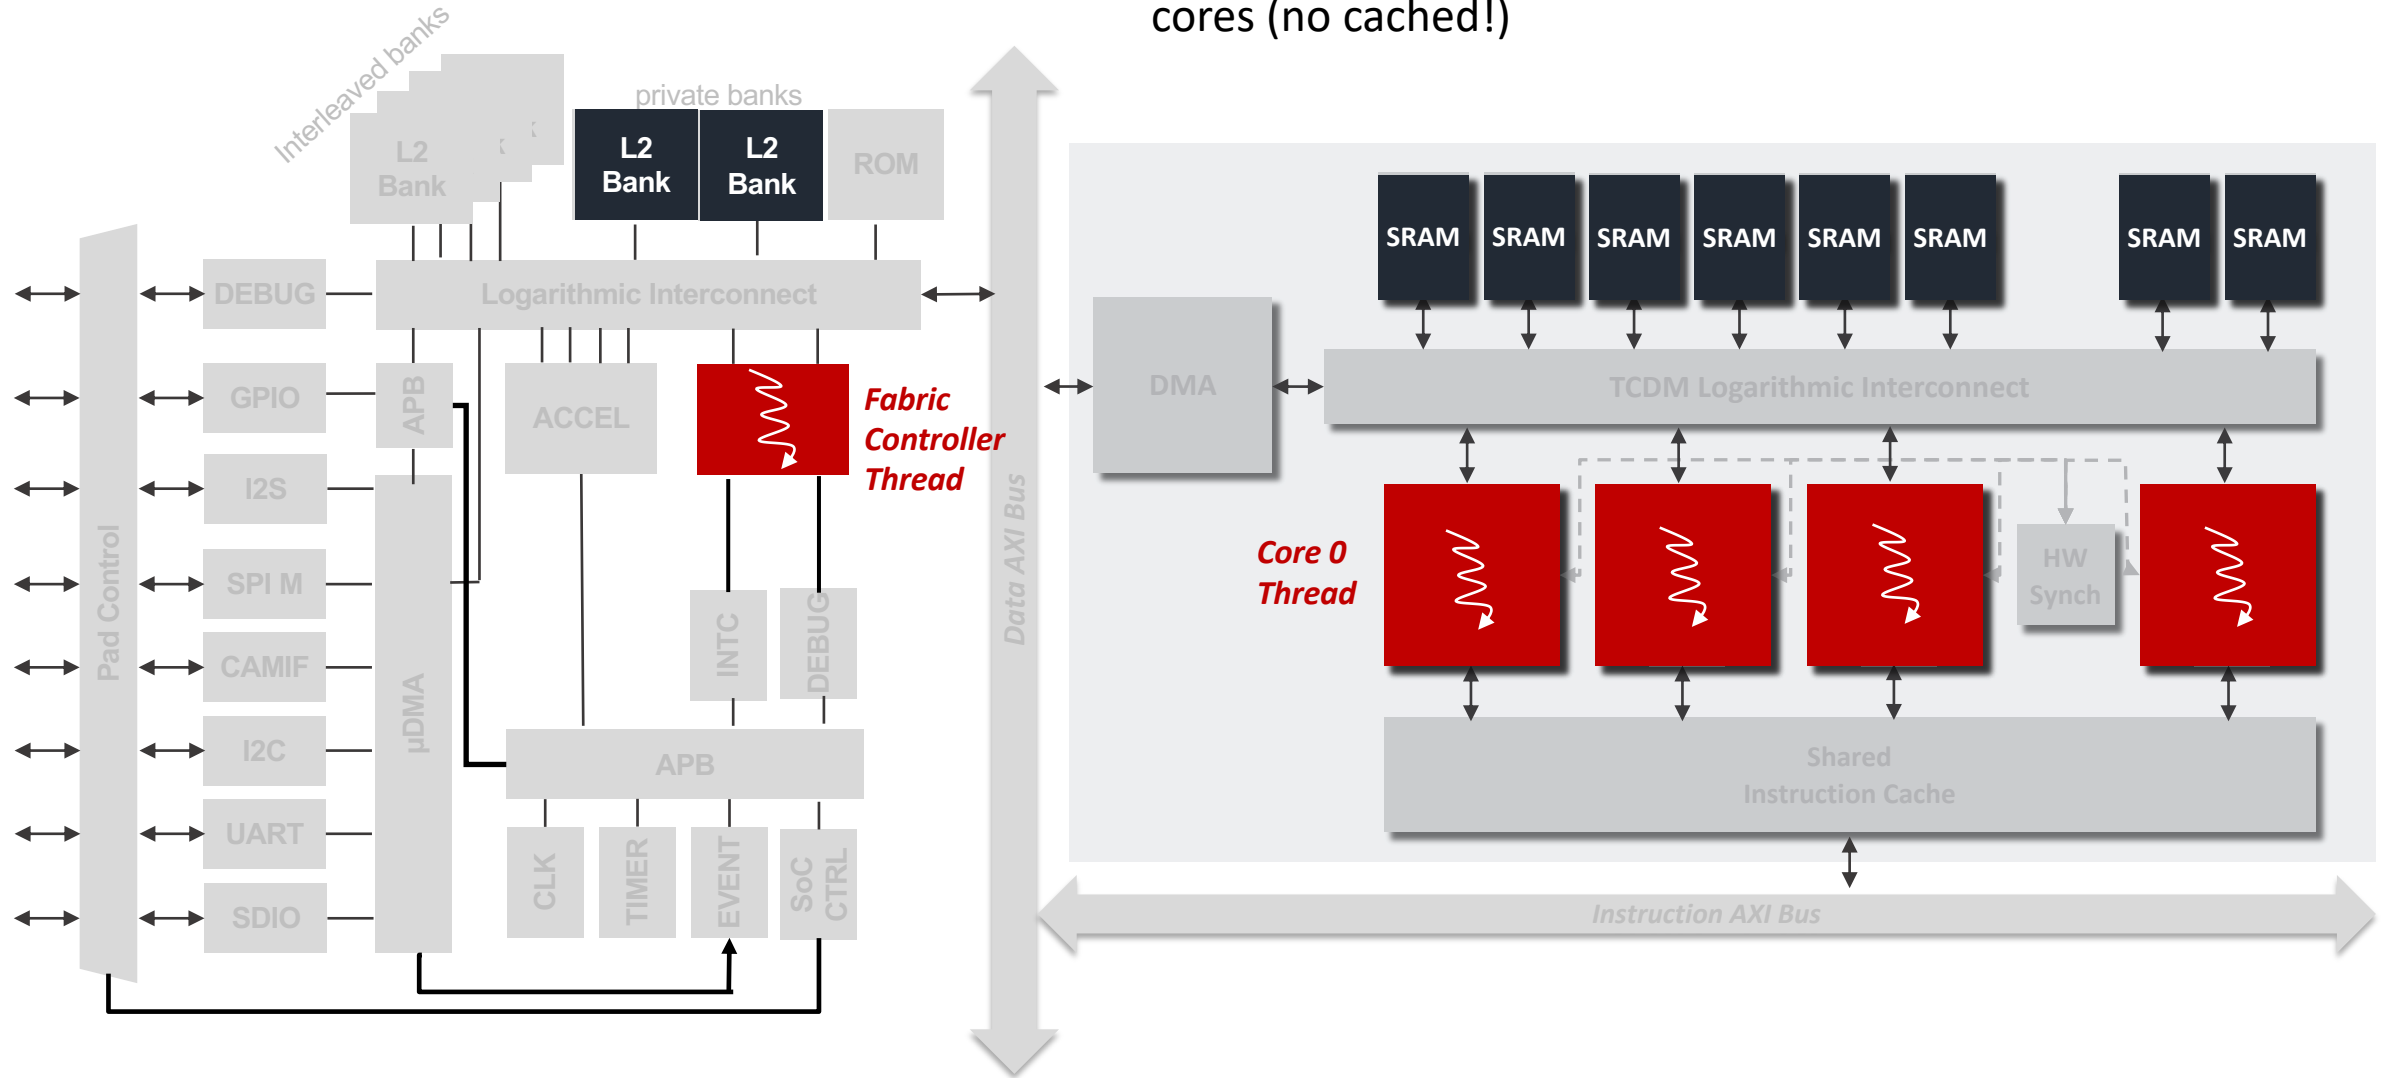 cores (no cached!)
Interleaved banks
private banks
L2
Bank
k
k
L2
Bank
L2
Bank
ROM
SRAM
SRAM
SRAM
SRAM
SRAM
SRAM
SRAM
SRAM
DEBUG
Logarithmic Interconnect
GPIO
APB
ACCEL
Fabric
Controller
Thread
DMA
TCDM Logarithmic Interconnect
I2S
Pad Control
SPI M
CAMIF
I2C
UART
SDIO
µDMA
INTC
DEBUG
APB
CLK
TIMER
EVENT
SoC
CTRL
Data AXI Bus
Core 0
Thread
HW
Synch
Shared
Instruction Cache
Instruction AXI Bus